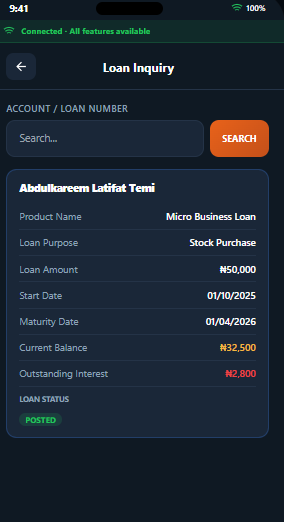 9:41
100%
Connected · All features available
Loan Inquiry
ACCOUNT / LOAN NUMBER
Search...
SEARCH
Abdulkareem Latifat Temi
Product Name Micro Business Loan
Loan Purpose Stock Purchase
Loan Amount ₦50,000
Start Date 01/10/2025
Maturity Date 01/04/2026
Current Balance ₦32,500
Outstanding Interest ₦2,800
LOAN STATUS
POSTED